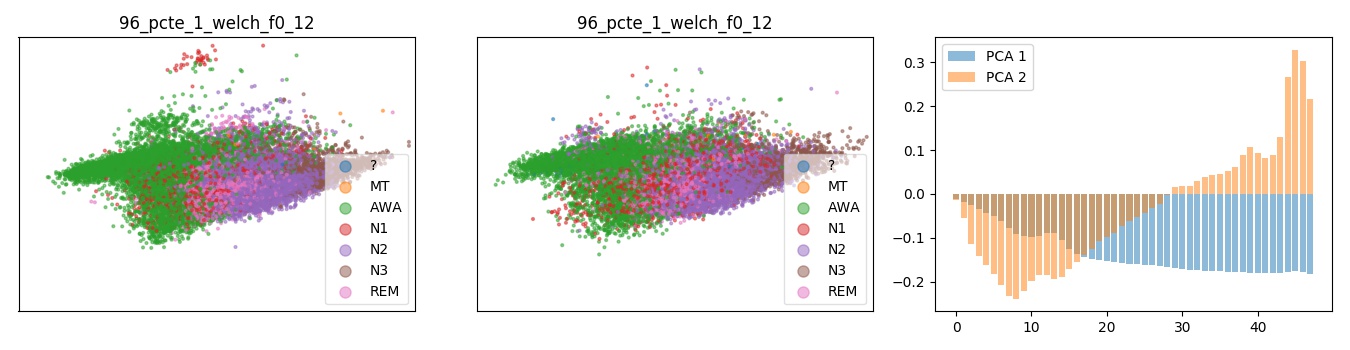 96_pcte_1_welch_f0_12
?
MT
AWA
N1
N2
N3
REM
96_pcte_1_welch_f0_12
?
MT
AWA
N1
N2
N3
REM
PCA 1
PCA 2
0.3
0.2
0.1
0.0
−0.1
−0.2
0
10
20
30
40